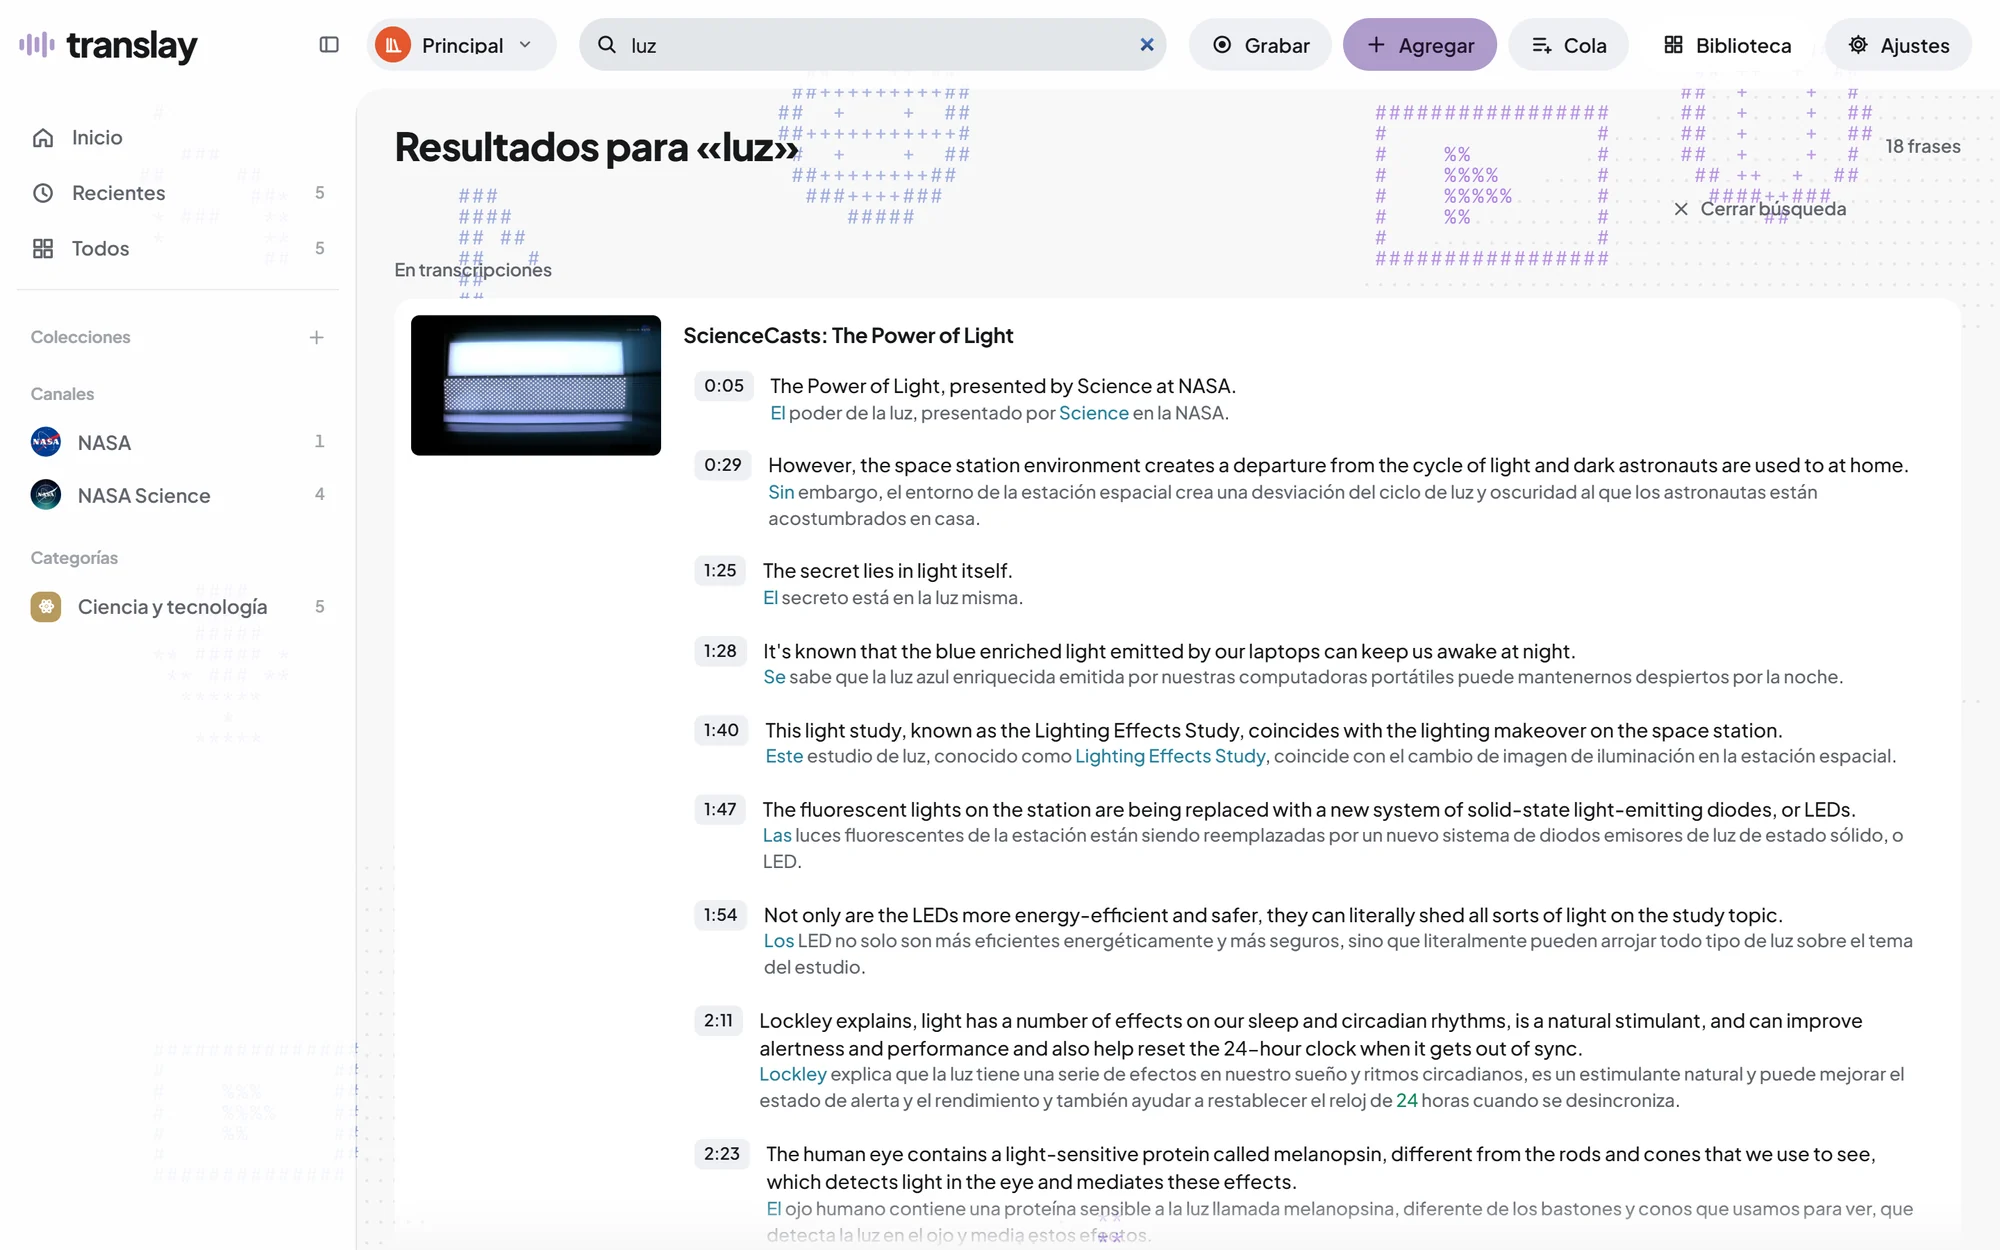 translay
Principal
luz
Grabar
Agregar
Cola
Biblioteca
Ajustes
Inicio
Recientes 5
Todos 5
Colecciones
Canales
NASA 1
NASA Science 4
Categorías
Ciencia y tecnología 5
Resultados para «luz»
18 frases
Cerrar búsqueda
En transcripciones
ScienceCasts: The Power of Light
0:05 The Power of Light, presented by Science at NASA.
El poder de la luz, presentado por Science en la NASA.
0:29 However, the space station environment creates a departure from the cycle of light and dark astronauts are used to at home.
Sin embargo, el entorno de la estación espacial crea una desviación del ciclo de luz y oscuridad al que los astronautas están
acostumbrados en casa.
1:25 The secret lies in light itself.
El secreto está en la luz misma.
1:28 It's known that the blue enriched light emitted by our laptops can keep us awake at night.
Se sabe que la luz azul enriquecida emitida por nuestras computadoras portátiles puede mantenernos despiertos por la noche.
1:40 This light study, known as the Lighting Effects Study, coincides with the lighting makeover on the space station.
Este estudio de luz, conocido como Lighting Effects Study, coincide con el cambio de imagen de iluminación en la estación espacial.
1:47 The fluorescent lights on the station are being replaced with a new system of solid-state light-emitting diodes, or LEDs.
Las luces fluorescentes de la estación están siendo reemplazadas por un nuevo sistema de diodos emisores de luz de estado sólido, o
LED.
1:54 Not only are the LEDs more energy-efficient and safer, they can literally shed all sorts of light on the study topic.
Los LED no solo son más eficientes energéticamente y más seguros, sino que literalmente pueden arrojar todo tipo de luz sobre el tema
del estudio.
2:11 Lockley explains, light has a number of effects on our sleep and circadian rhythms, is a natural stimulant, and can improve
alertness and performance and also help reset the 24-hour clock when it gets out of sync.
Lockley explica que la luz tiene una serie de efectos en nuestro sueño y ritmos circadianos, es un estimulante natural y puede mejorar el
estado de alerta y el rendimiento y también ayudar a restablecer el reloj de 24 horas cuando se desincroniza.
2:23 The human eye contains a light-sensitive protein called melanopsin, different from the rods and cones that we use to see,
which detects light in the eye and mediates these effects.
El ojo humano contiene una proteína sensible a la luz llamada melanopsina, diferente de los bastones y conos que usamos para ver, que
detecta la luz en el ojo y media estos efectos.